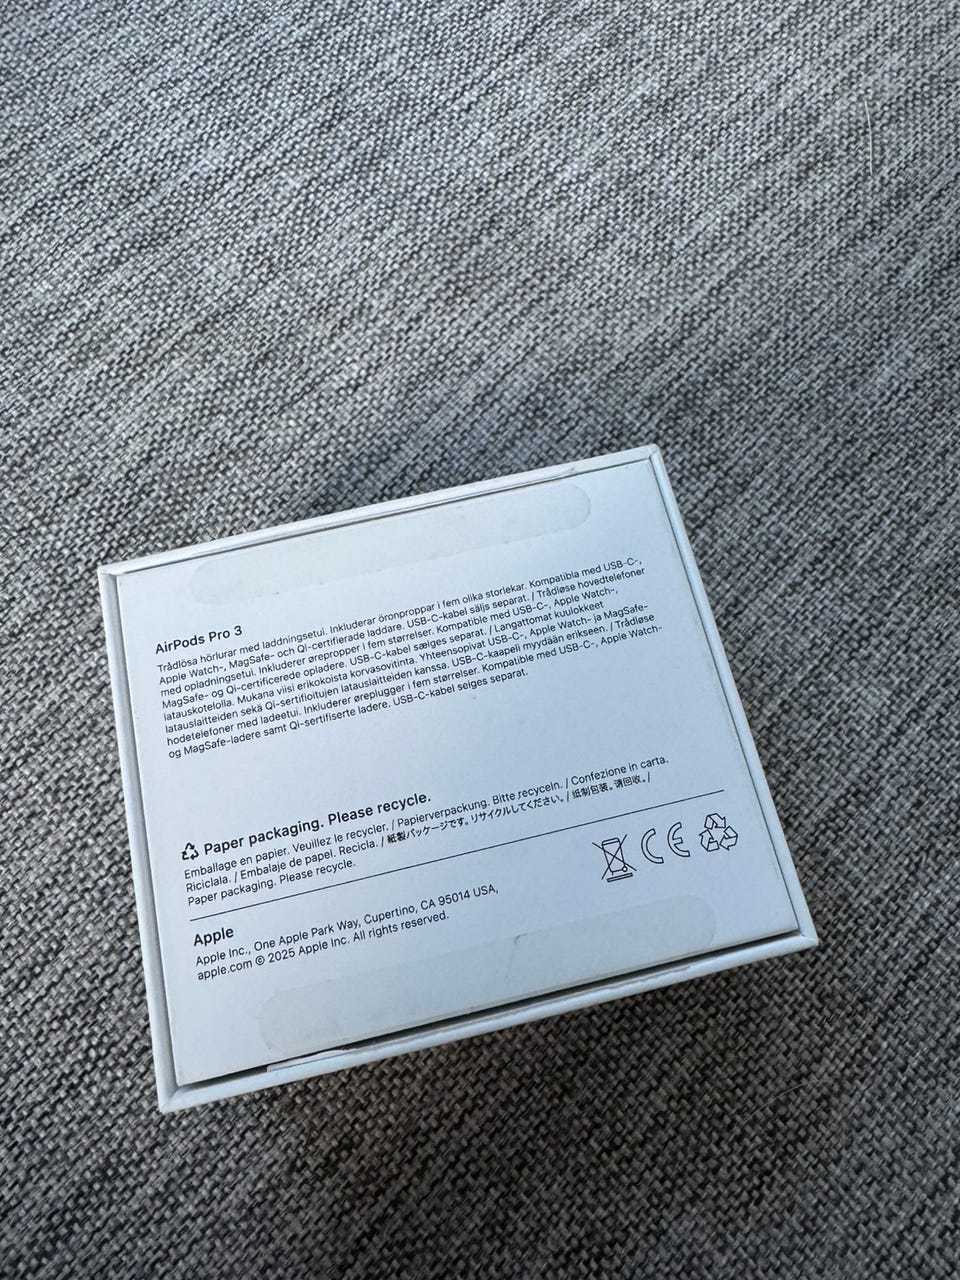 AirPods Pro 3
Trådlösa hörlurar med laddningsetui. Inkluderar öronproppar i fem olika storlekar. Kompatibla med USB-C-,
Apple Watch-, MagSafe- och Qi-certifierade laddare. USB-C-kabel säljs separat. / Trådløse hovedtelefoner
med opladningsetui. Inkluderer ørepropper i fem størrelser. Kompatible med USB-C-, Apple Watch-,
MagSafe- og Qi-certificerede opladere. USB-C-kabel sælges separat. / Langattomat kuulokkeet
latauskotelolla. Mukana viisi erikokoista korvasovitinta. Yhteensopivat USB-C-, Apple Watch- ja MagSafe-
latauslaitteiden sekä Qi-sertifioitujen latauslaitteiden kanssa. USB-C-kaapeli myydään erikseen. / Trådløse
hodetelefoner med ladeetui. Inkluderer øreplugger i fem størrelser. Kompatible med USB-C-, Apple Watch-
og MagSafe-ladere samt Qi-sertifiserte ladere. USB-C-kabel selges separat.
Paper packaging. Please recycle.
Emballage en papier. Veuillez le recycler. / Papierverpackung. Bitte recyceln. / Confezione in carta.
Riciclala. / Embalaje de papel. Recicla. / 紙製パッケージです。リサイクルしてください。/ 纸制包装。请回收。/
Paper packaging. Please recycle.
Apple
Apple Inc., One Apple Park Way, Cupertino, CA 95014 USA,
apple.com © 2025 Apple Inc. All rights reserved.
CE